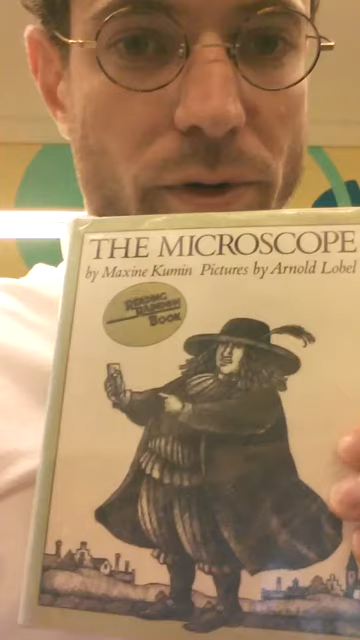 THE MICROSCOPE
by Maxine Kumin Pictures by Arnold Lobel
READING
RAINBOW
BOOK